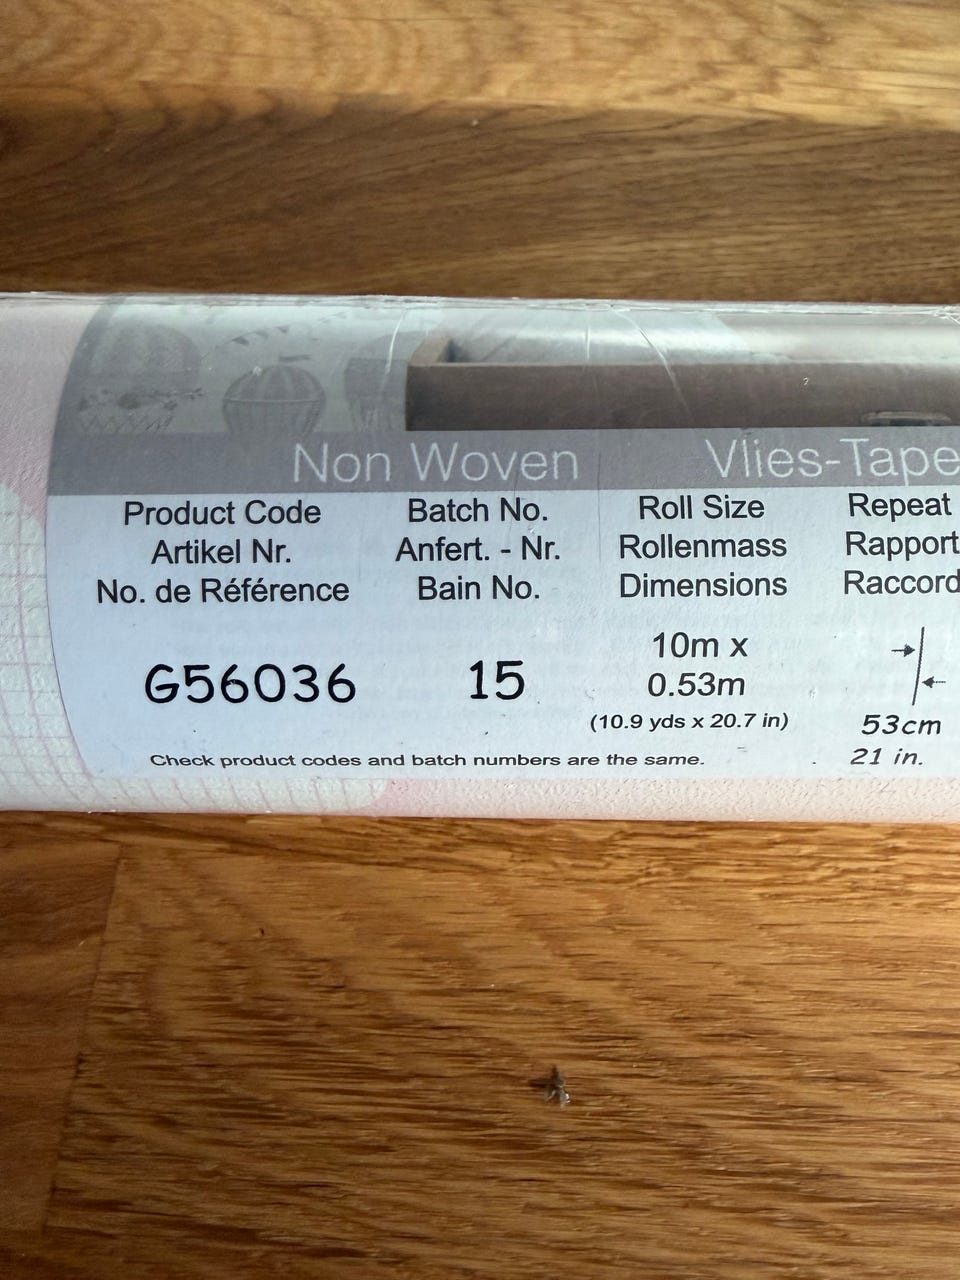 Non Woven Vlies-Tape
Product Code Batch No. Roll Size Repeat
Artikel Nr. Anfert. - Nr. Rollenmass Rapport
No. de Référence Bain No. Dimensions Raccord
G56036 15 10m x
0.53m
(10.9 yds x 20.7 in) 53cm
Check product codes and batch numbers are the same. 21 in.